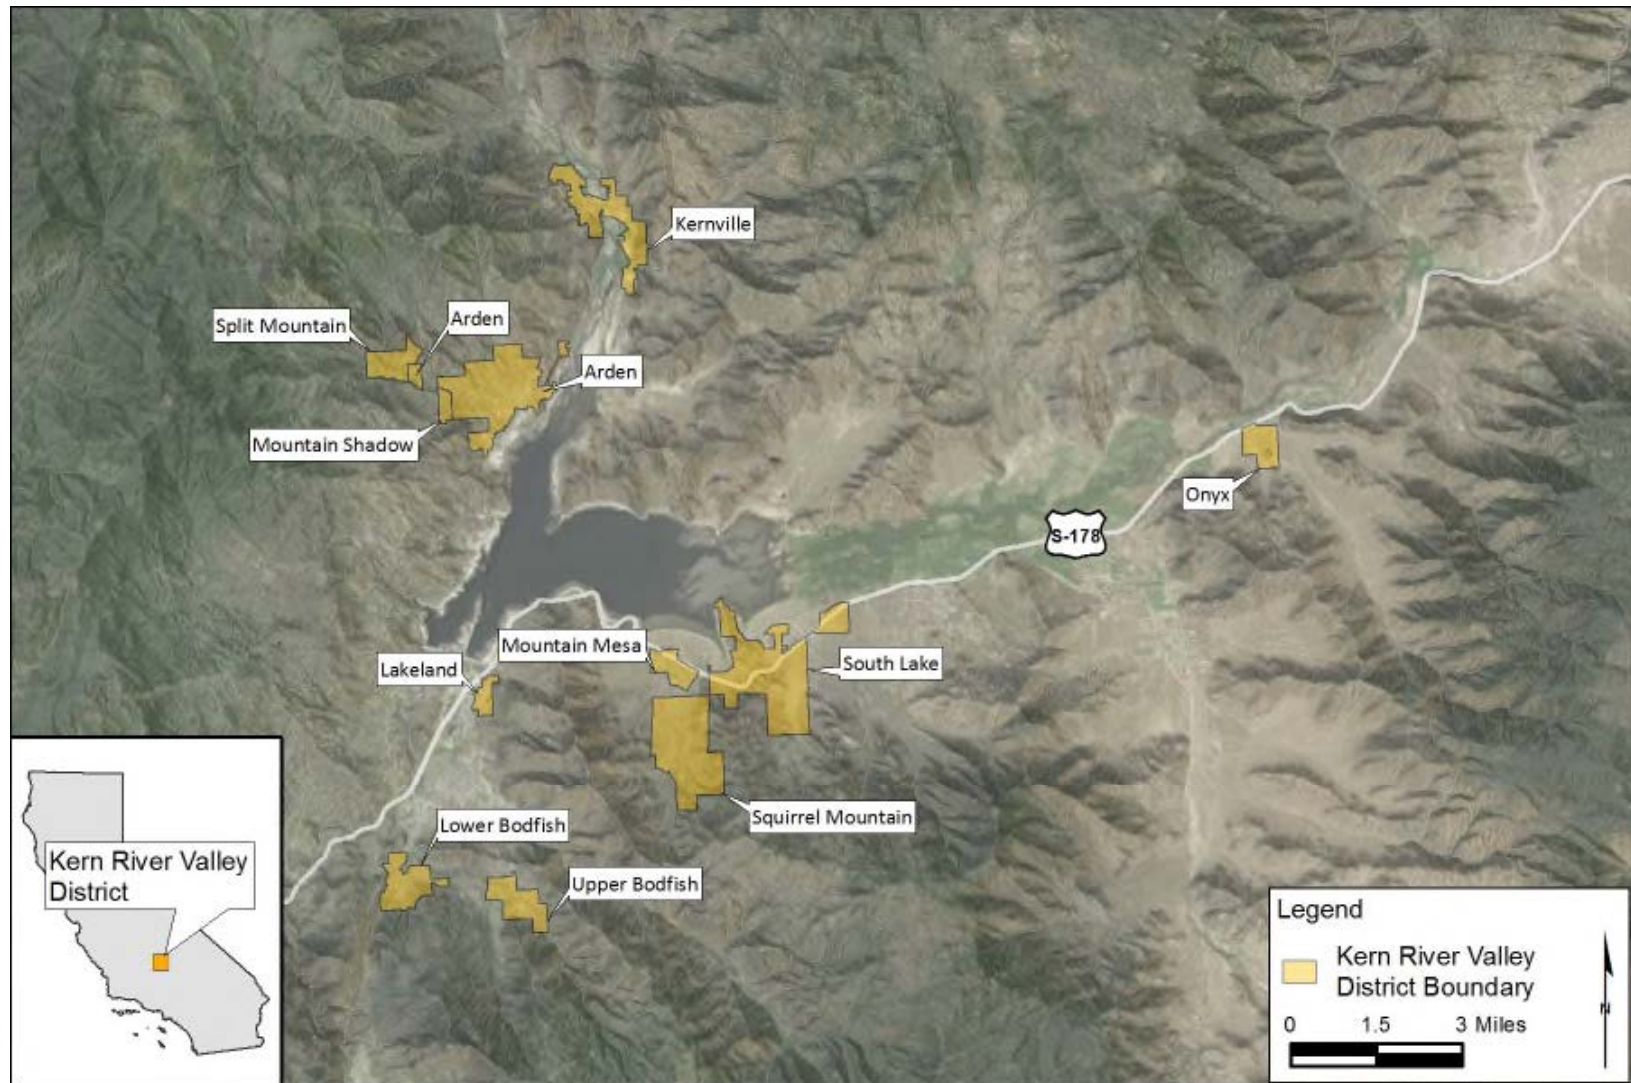 Kernville
Arden
Split Mountain
Arden
Mountain Shadow
Onyx
S-178
Mountain Mesa
South Lake
Lakeland
Squirrel Mountain
Lower Bodfish
Upper Bodfish
Kern River Valley
District
Legend
Kern River Valley
District Boundary
0 1.5 3 Miles
N